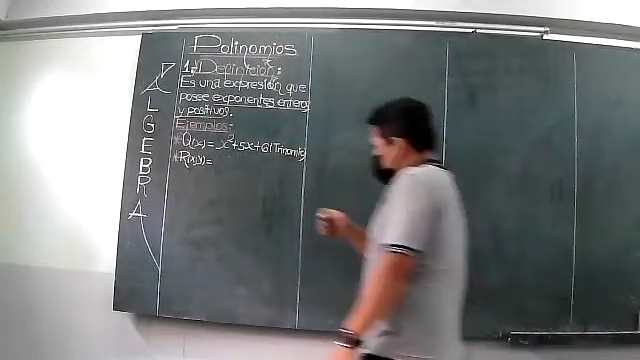 ALGEBRA
Polinomios
1. Definición:
Es una expresión que
posee exponentes enteros
y positivos.
Ejemplos:
*Q(x) = x²+5x+6 (Trinomio)
*R(x,y)=